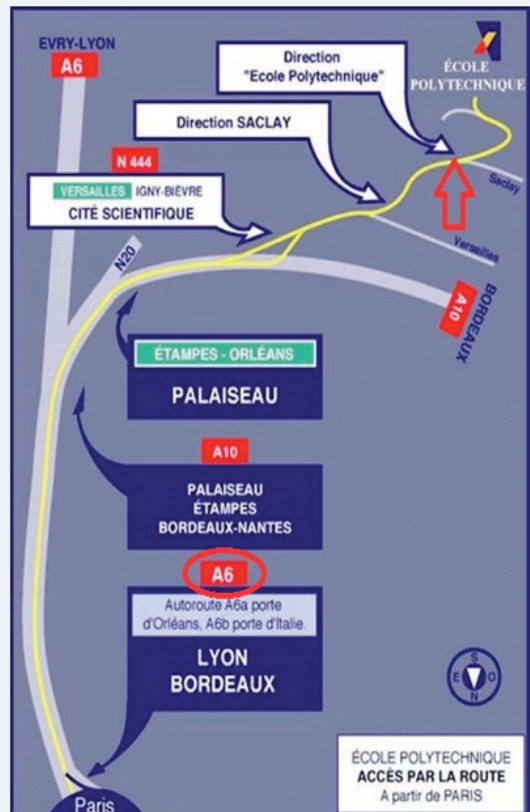 EVRY-LYON
A6
Direction
"Ecole Polytechnique"
ÉCOLE
POLYTECHNIQUE
Direction SACLAY
N 444
VERSAILLES IGNY-BIÈVRE
CITÉ SCIENTIFIQUE
Saclay
Versailles
N20
A10
BORDEAUX
ÉTAMPES - ORLÉANS
PALAISEAU
A10
PALAISEAU
ÉTAMPES
BORDEAUX-NANTES
A6
Autoroute A6a porte
d'Orléans, A6b porte d'Italie.
LYON
BORDEAUX
S
E O
N
Paris
ÉCOLE POLYTECHNIQUE
ACCÈS PAR LA ROUTE
A partir de PARIS